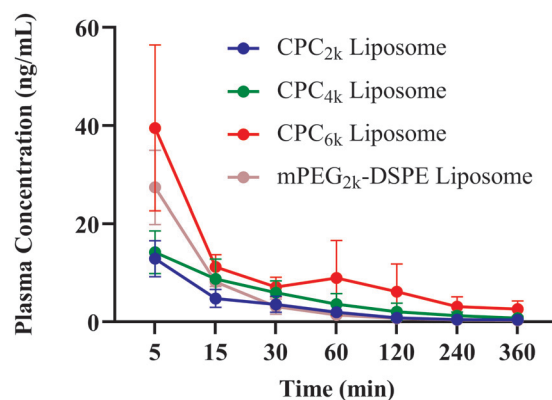 Plasma Concentration (ng/mL)
60
40
20
0
CPC2k Liposome
CPC4k Liposome
CPC6k Liposome
mPEG2k-DSPE Liposome
5 15 30 60 120 240 360
Time (min)